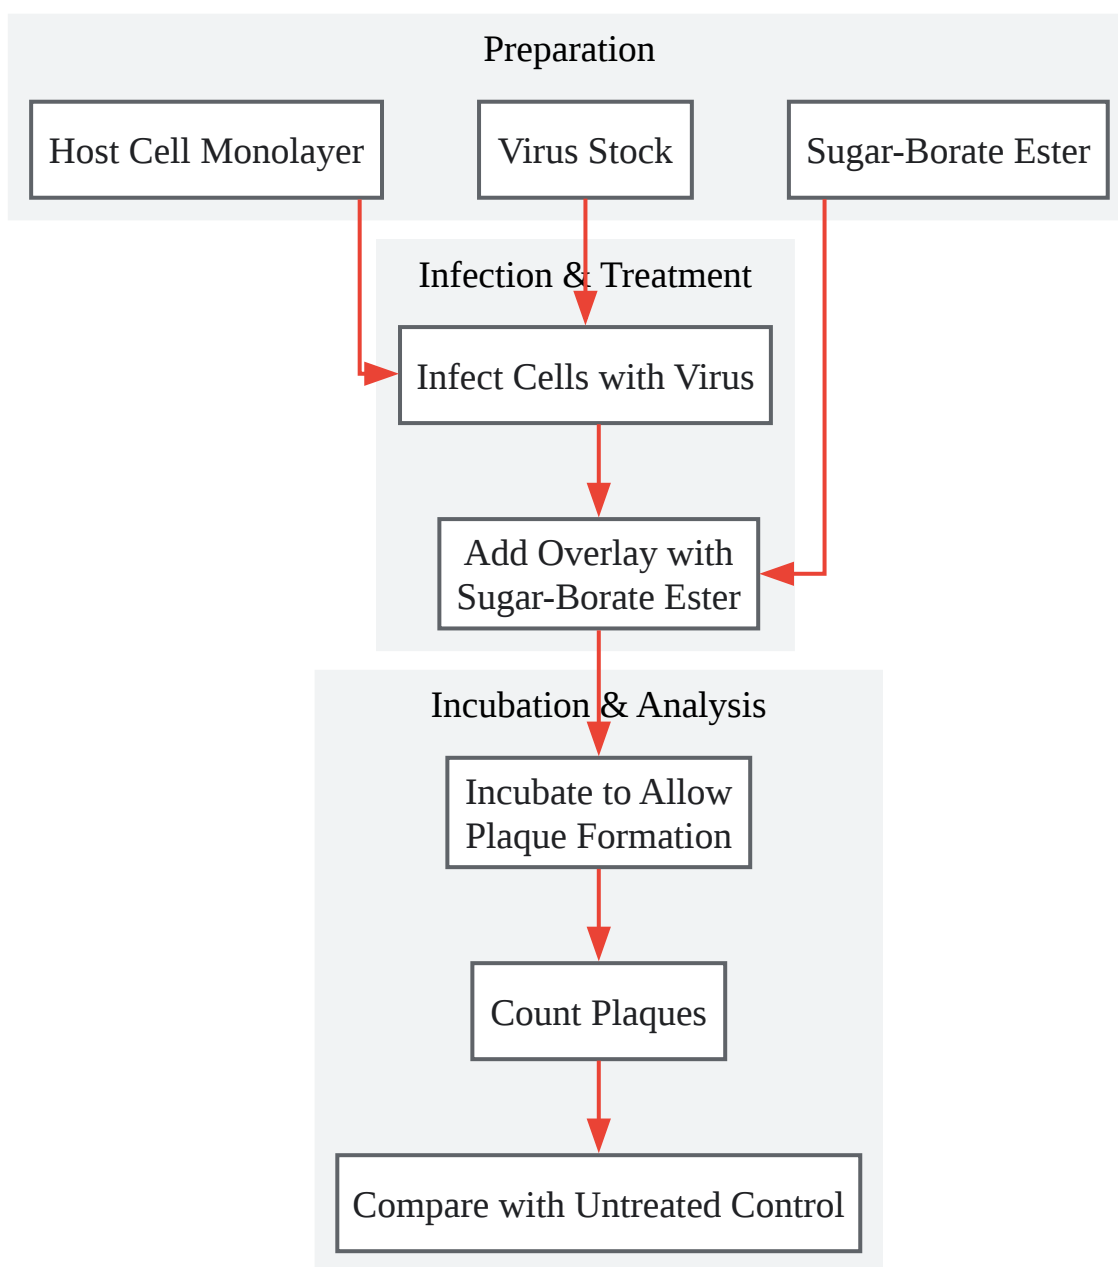 Preparation
Host Cell Monolayer
Virus Stock
Sugar-Borate Ester
Infection & Treatment
Infect Cells with Virus
Add Overlay with
Sugar-Borate Ester
Incubation & Analysis
Incubate to Allow
Plaque Formation
Count Plaques
Compare with Untreated Control